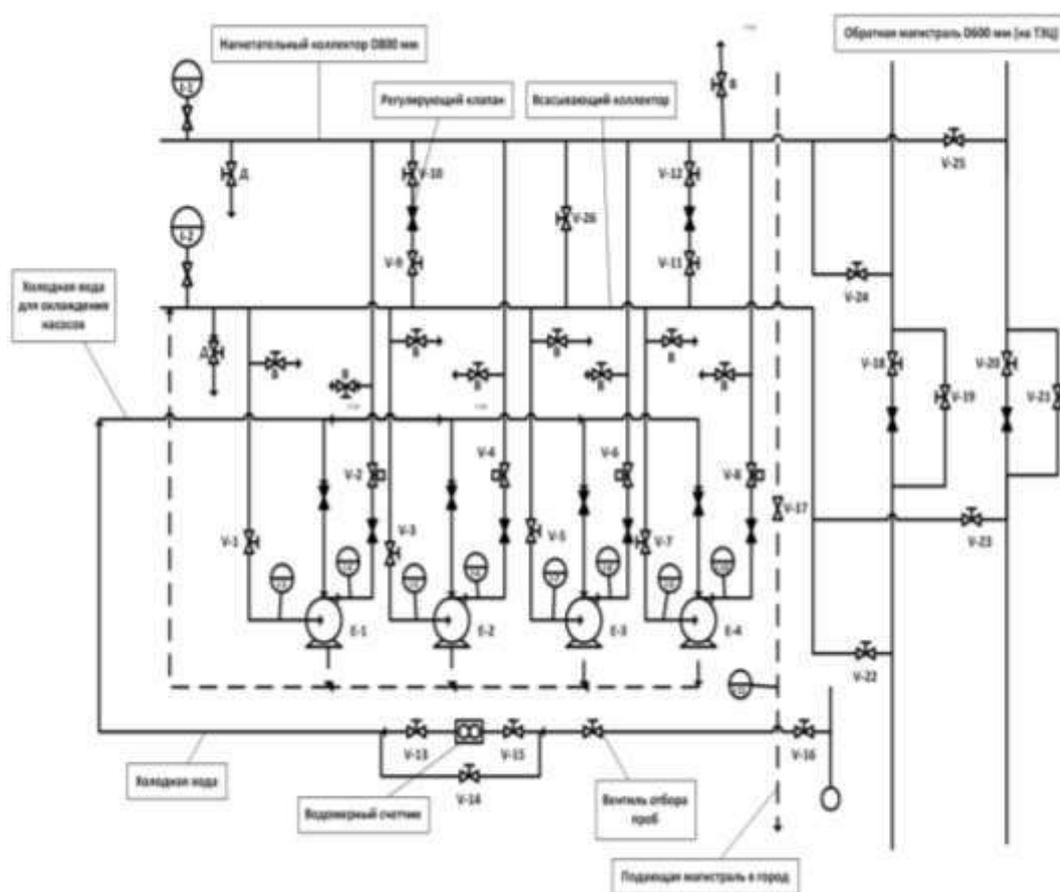 Нагнетательный коллектор D800 мм
Обратная магистраль D600 мм (на ТЭЦ)
Регулирующий клапан
Всасывающий коллектор
I-1
В
V-25
Д
V-10
V-12
V-26
I-2
V-9
V-11
Холодная вода
для охлаждения
насосов
V-24
Д
В
В
В
В
В
В
В
В
V-18
V-19
V-20
V-21
V-2
V-4
V-6
V-8
V-17
V-1
V-3
V-5
V-7
V-23
E-1
E-2
E-3
E-4
V-22
V-13
V-15
V-16
V-14
Холодная вода
Водомерный счетчик
Вентиль отбора
проб
Подающая магистраль в город